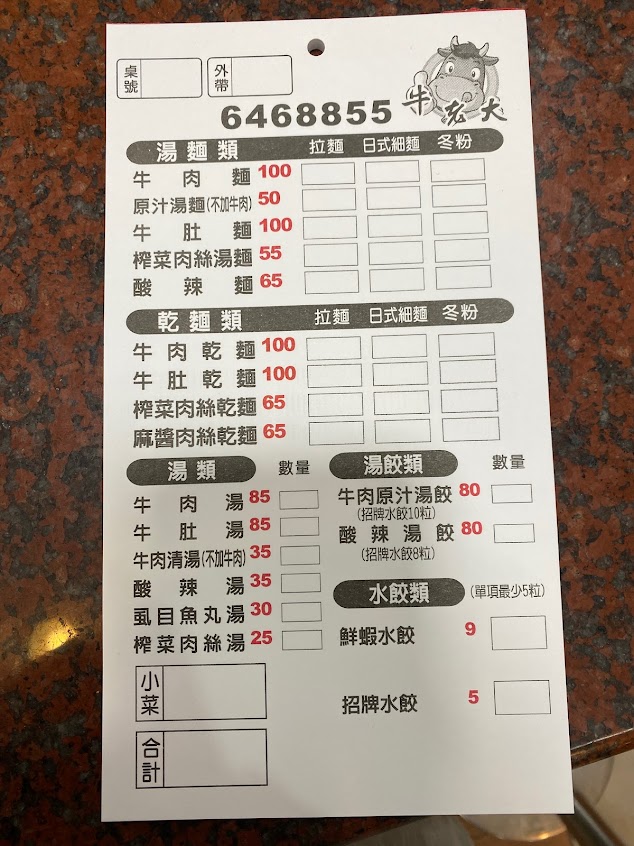 桌號 外帶
牛老大
6468855
湯麵類 拉麵 日式細麵 冬粉
牛肉麵 100
原汁湯麵(不加牛肉) 50
牛肚麵 100
榨菜肉絲湯麵 55
酸辣麵 65
乾麵類 拉麵 日式細麵 冬粉
牛肉乾麵 100
牛肚乾麵 100
榨菜肉絲乾麵 65
麻醬肉絲乾麵 65
湯類 數量
牛肉湯 85
牛肚湯 85
牛肉清湯(不加牛肉) 35
酸辣湯 35
虱目魚丸湯 30
榨菜肉絲湯 25
小菜
合計
湯餃類 數量
牛肉原汁湯餃 80
(招牌水餃10粒)
酸辣湯餃 80
(招牌水餃8粒)
水餃類 (單項最少5粒)
鮮蝦水餃 9
招牌水餃 5